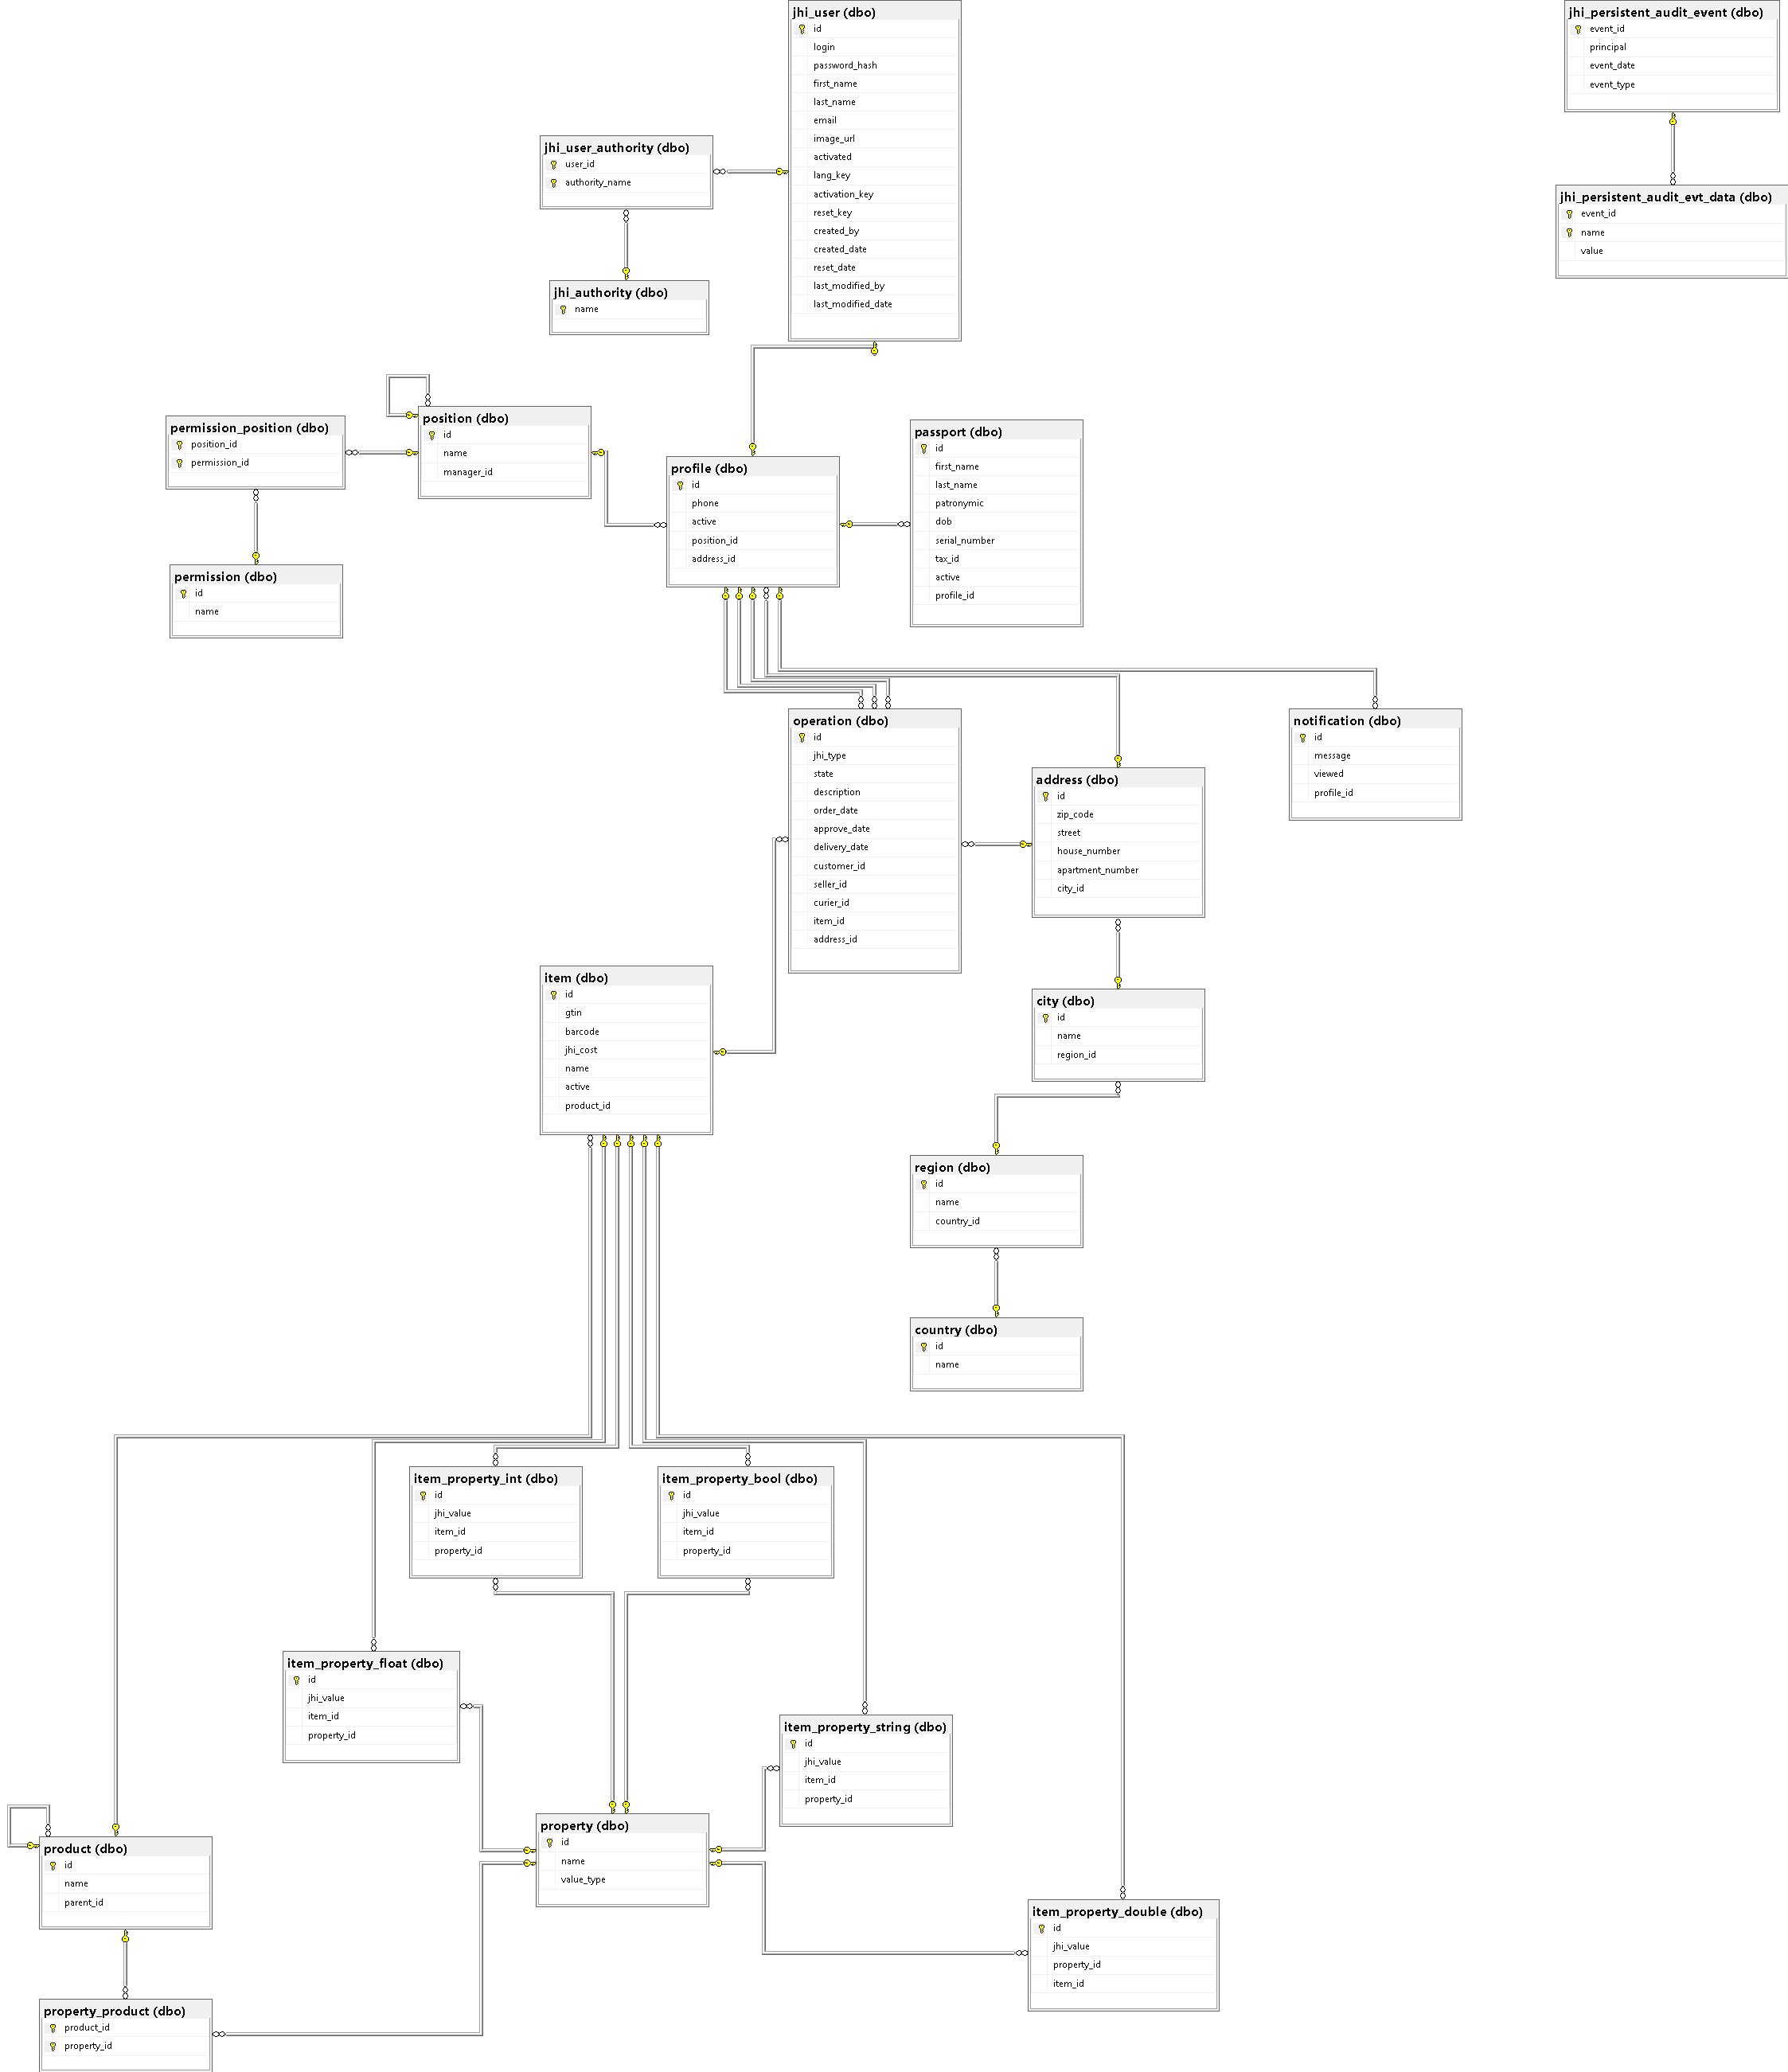 jhi_user (dbo)
id
login
password_hash
first_name
last_name
email
image_url
activated
lang_key
activation_key
reset_key
created_by
created_date
reset_date
last_modified_by
last_modified_date
jhi_persistent_audit_event (dbo)
event_id
principal
event_date
event_type
jhi_user_authority (dbo)
user_id
authority_name
jhi_persistent_audit_evt_data (dbo)
event_id
name
value
jhi_authority (dbo)
name
position (dbo)
id
name
manager_id
permission_position (dbo)
position_id
permission_id
passport (dbo)
id
first_name
last_name
patronymic
dob
serial_number
tax_id
active
profile_id
profile (dbo)
id
phone
active
position_id
address_id
permission (dbo)
id
name
operation (dbo)
id
jhi_type
state
description
order_date
approve_date
delivery_date
customer_id
seller_id
curier_id
item_id
address_id
notification (dbo)
id
message
viewed
profile_id
address (dbo)
id
zip_code
street
house_number
apartment_number
city_id
item (dbo)
id
gtin
barcode
jhi_cost
name
active
product_id
city (dbo)
id
name
region_id
region (dbo)
id
name
country_id
country (dbo)
id
name
item_property_int (dbo)
id
jhi_value
item_id
property_id
item_property_bool (dbo)
id
jhi_value
item_id
property_id
item_property_float (dbo)
id
jhi_value
item_id
property_id
item_property_string (dbo)
id
jhi_value
item_id
property_id
property (dbo)
id
name
value_type
product (dbo)
id
name
parent_id
item_property_double (dbo)
id
jhi_value
property_id
item_id
property_product (dbo)
product_id
property_id